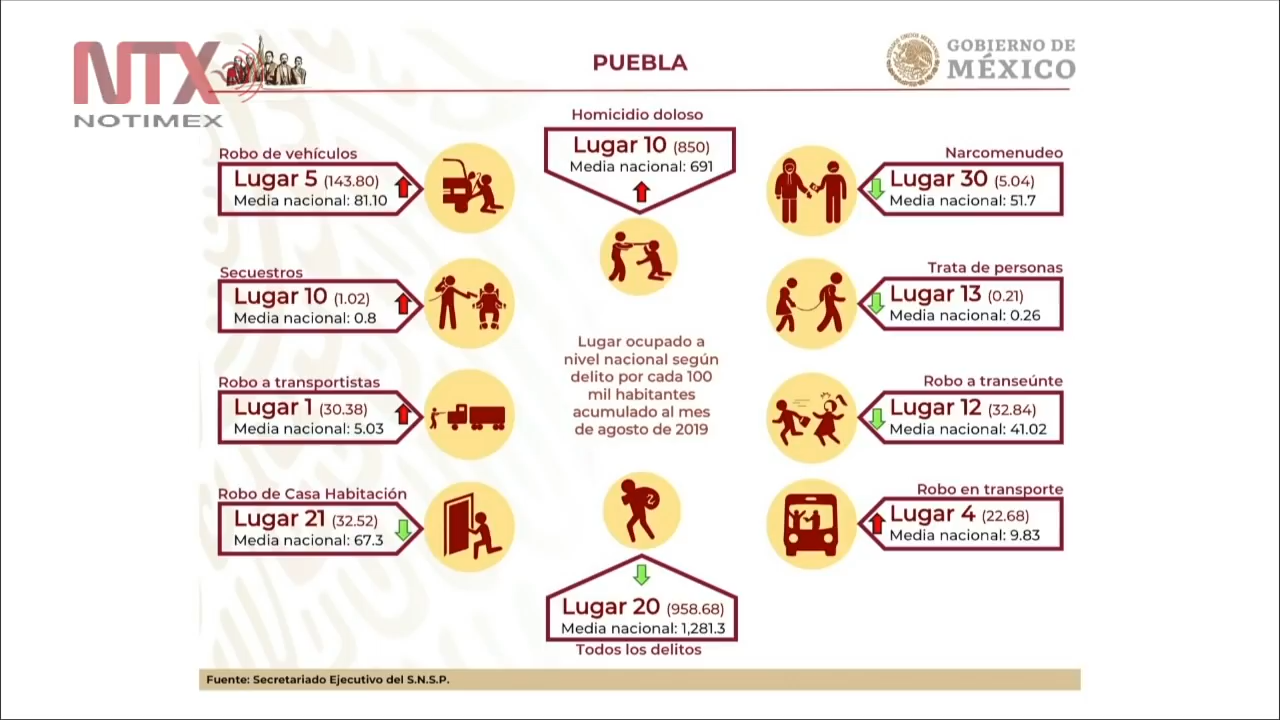 NTX
NOTIMEX
PUEBLA
GOBIERNO DE
MÉXICO
Homicidio doloso
Lugar 10 (850)
Media nacional: 691
Robo de vehículos
Lugar 5 (143.80)
Media nacional: 81.10
Narcomenudeo
Lugar 30 (5.04)
Media nacional: 51.7
Secuestros
Lugar 10 (1.02)
Media nacional: 0.8
Trata de personas
Lugar 13 (0.21)
Media nacional: 0.26
Lugar ocupado a
nivel nacional según
delito por cada 100
mil habitantes
acumulado al mes
de agosto de 2019
Robo a transportistas
Lugar 1 (30.38)
Media nacional: 5.03
Robo a transeúnte
Lugar 12 (32.84)
Media nacional: 41.02
Robo de Casa Habitación
Lugar 21 (32.52)
Media nacional: 67.3
Robo en transporte
Lugar 4 (22.68)
Media nacional: 9.83
Lugar 20 (958.68)
Media nacional: 1,281.3
Todos los delitos
Fuente: Secretariado Ejecutivo del S.N.S.P.